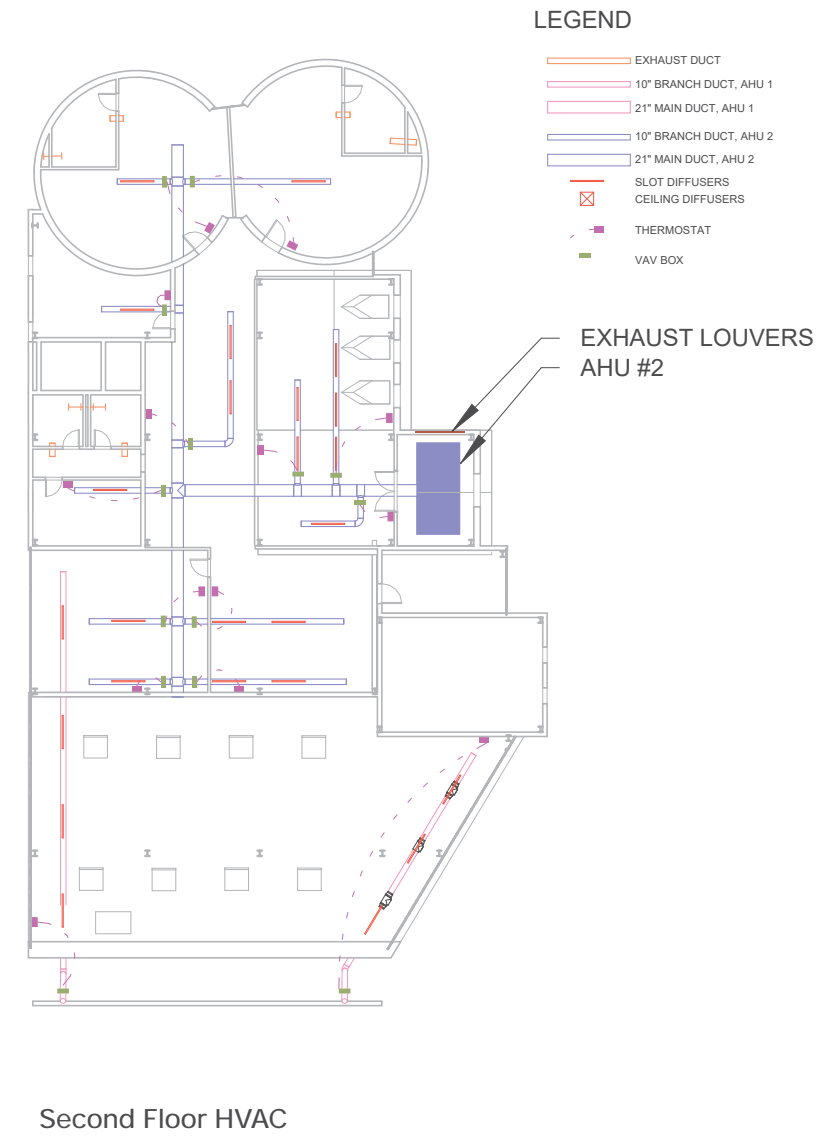 LEGEND
EXHAUST DUCT
10" BRANCH DUCT, AHU 1
21" MAIN DUCT, AHU 1
10" BRANCH DUCT, AHU 2
21" MAIN DUCT, AHU 2
SLOT DIFFUSERS
CEILING DIFFUSERS
THERMOSTAT
VAV BOX
EXHAUST LOUVERS
AHU #2
Second Floor HVAC